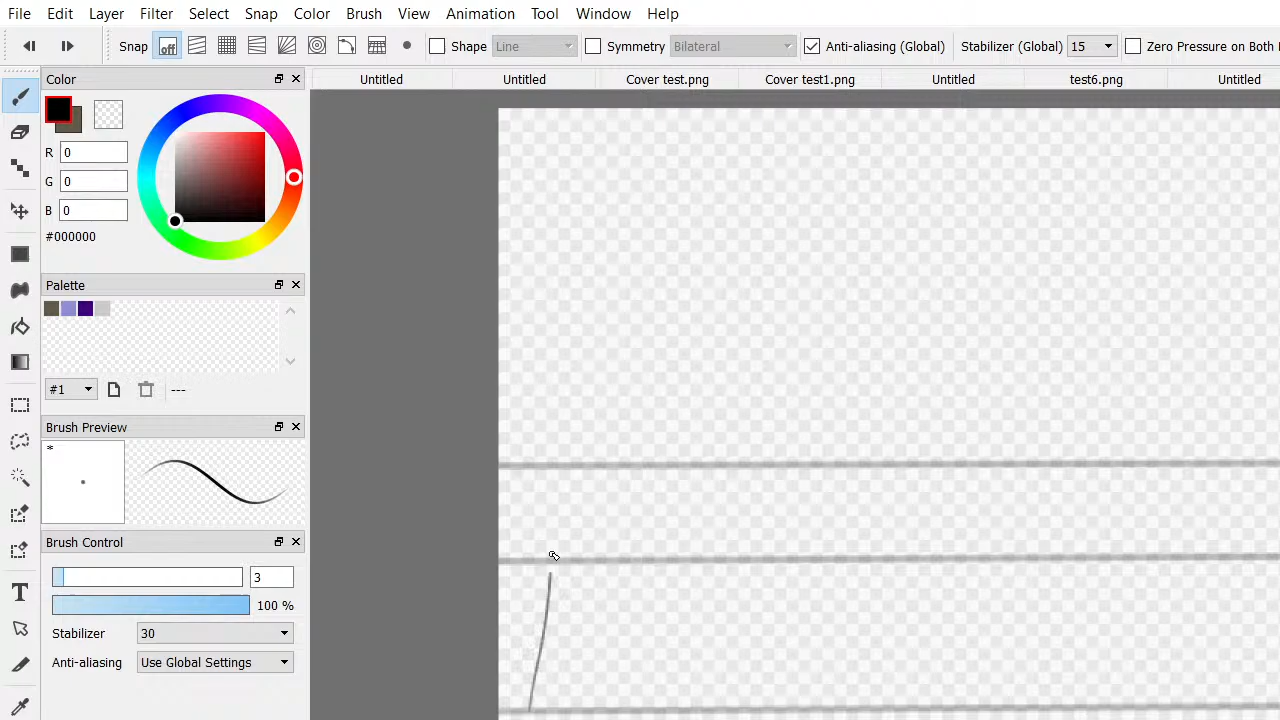 File Edit Layer Filter Select Snap Color Brush View Animation Tool Window Help
Snap off Shape Line Symmetry Bilateral Anti-aliasing (Global) Stabilizer (Global) 15 Zero Pressure on Both
Color Untitled Untitled Cover test.png Cover test1.png Untitled test6.png Untitled
R 0
G 0
B 0
#000000
Palette
#1 ---
Brush Preview
*
Brush Control
3
100 %
Stabilizer 30
Anti-aliasing Use Global Settings
T